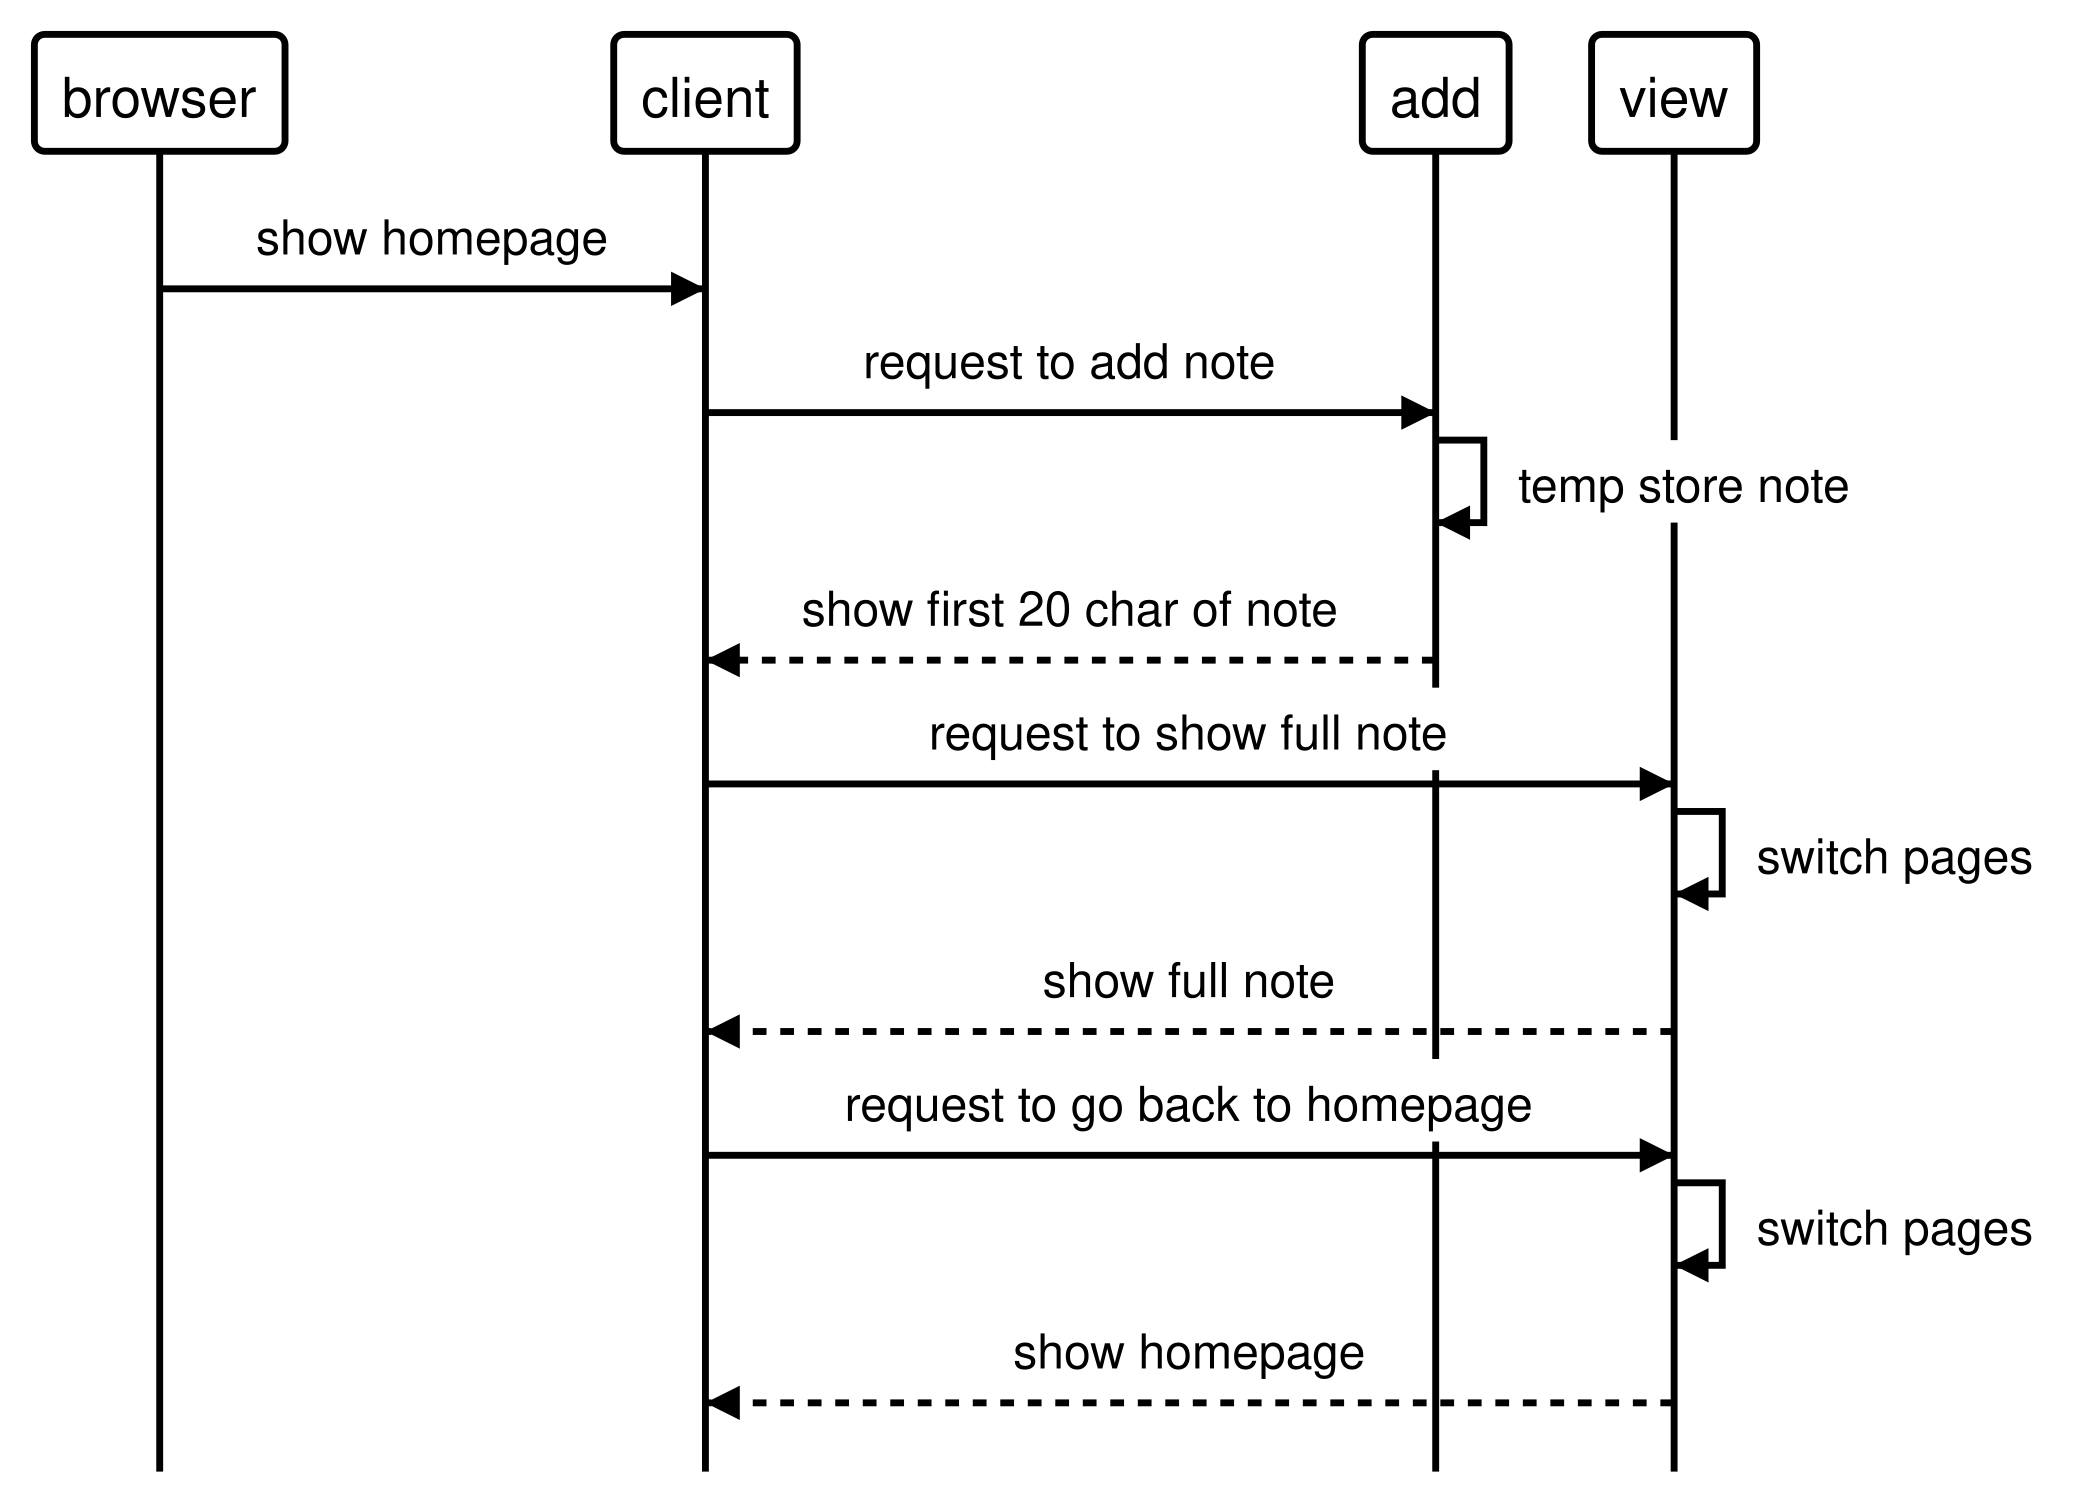 browser
client
add
view
show homepage
request to add note
temp store note
show first 20 char of note
request to show full note
switch pages
show full note
request to go back to homepage
switch pages
show homepage